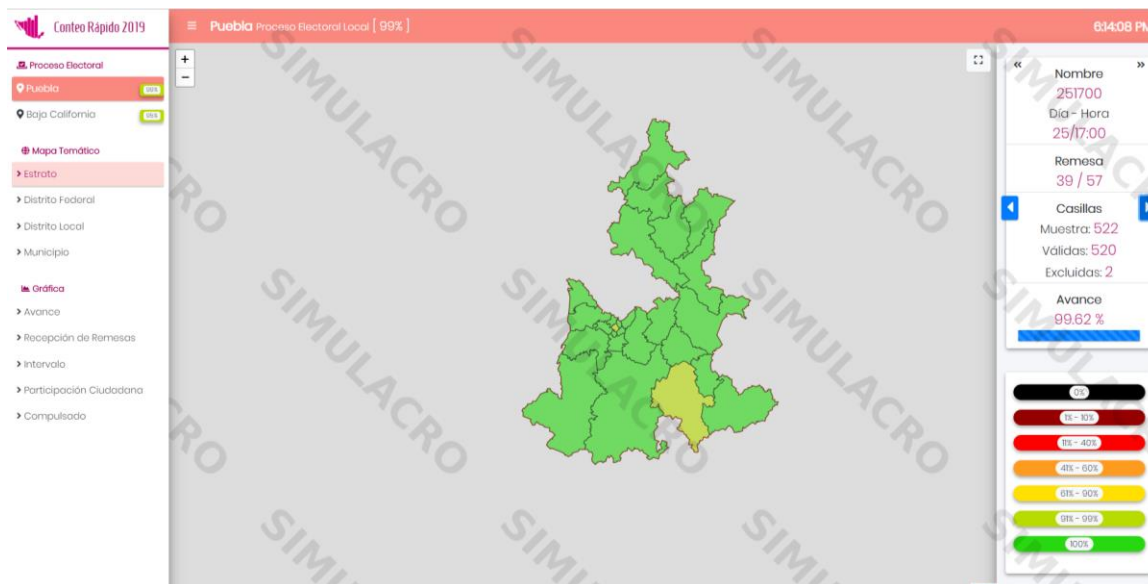 Conteo Rápido 2019
Puebla Proceso Electoral Local [ 99% ]
6:14:08 PM
Proceso Electoral
Puebla
99%
Baja California
Mapa Temático
Estrato
Distrito Federal
Distrito Local
Municipio
Gráfica
Avance
Recepción de Remesas
Intervalo
Participación Ciudadana
Compulsado
+
−
«
»
Nombre
251700
Día - Hora
25/17:00
Remesa
39 / 57
Casillas
Muestra: 522
Válidas: 520
Excluidas: 2
Avance
99.62 %
0%
1% - 10%
11% - 40%
41% - 60%
61% - 90%
91% - 99%
100%
SIMULACRO
SIMULACRO
SIMULACRO
SIMULACRO
SIMULACRO
SIMULACRO